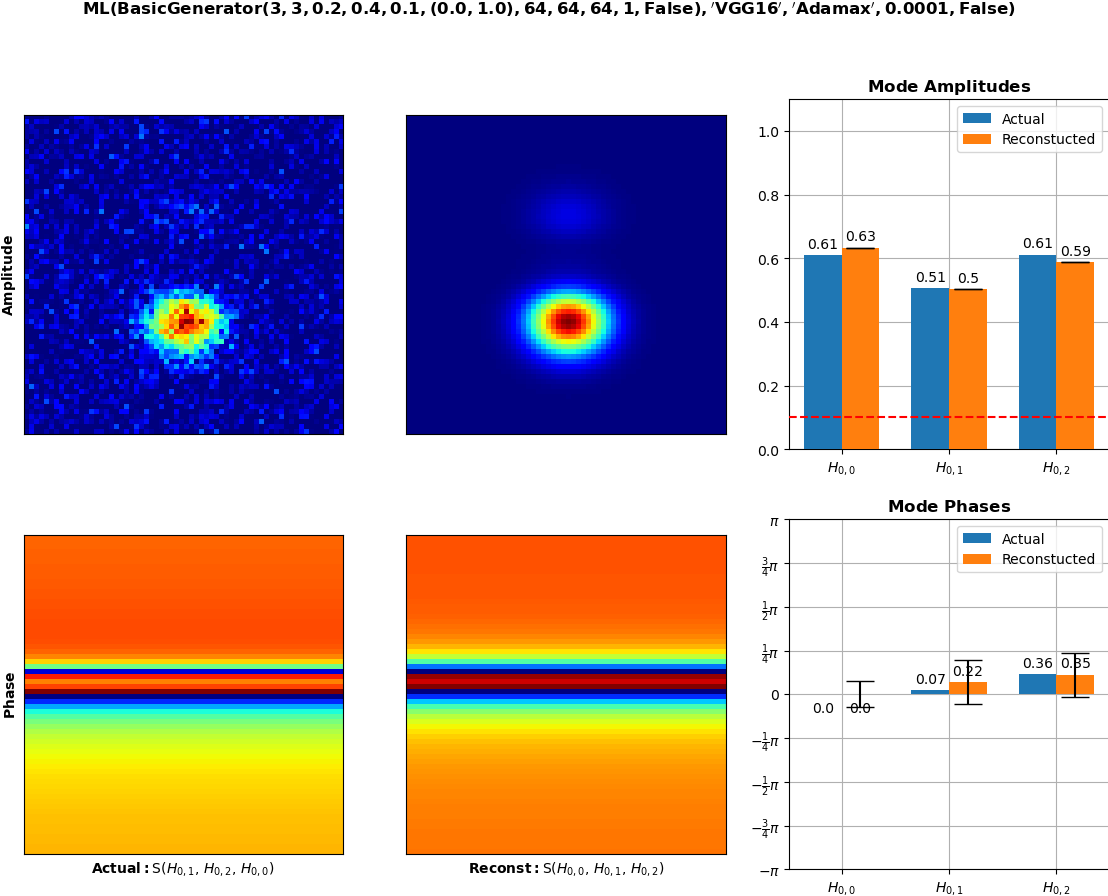 ML(BasicGenerator(3, 3, 0.2, 0.4, 0.1, (0.0, 1.0), 64, 64, 64, 1, False), ′VGG16′, ′Adamax′, 0.0001, False)
Amplitude
Mode Amplitudes
Actual
Reconstucted
1.0
0.8
0.6
0.4
0.2
0.0
0.61
0.63
0.51
0.5
0.61
0.59
H0,0
H0,1
H0,2
Phase
Actual: S(H0,1, H0,2, H0,0)
Reconst: S(H0,0, H0,1, H0,2)
Mode Phases
Actual
Reconstucted
π
3/4π
1/2π
1/4π
0
−1/4π
−1/2π
−3/4π
−π
0.0
0.0
0.07
0.22
0.36
0.35
H0,0
H0,1
H0,2